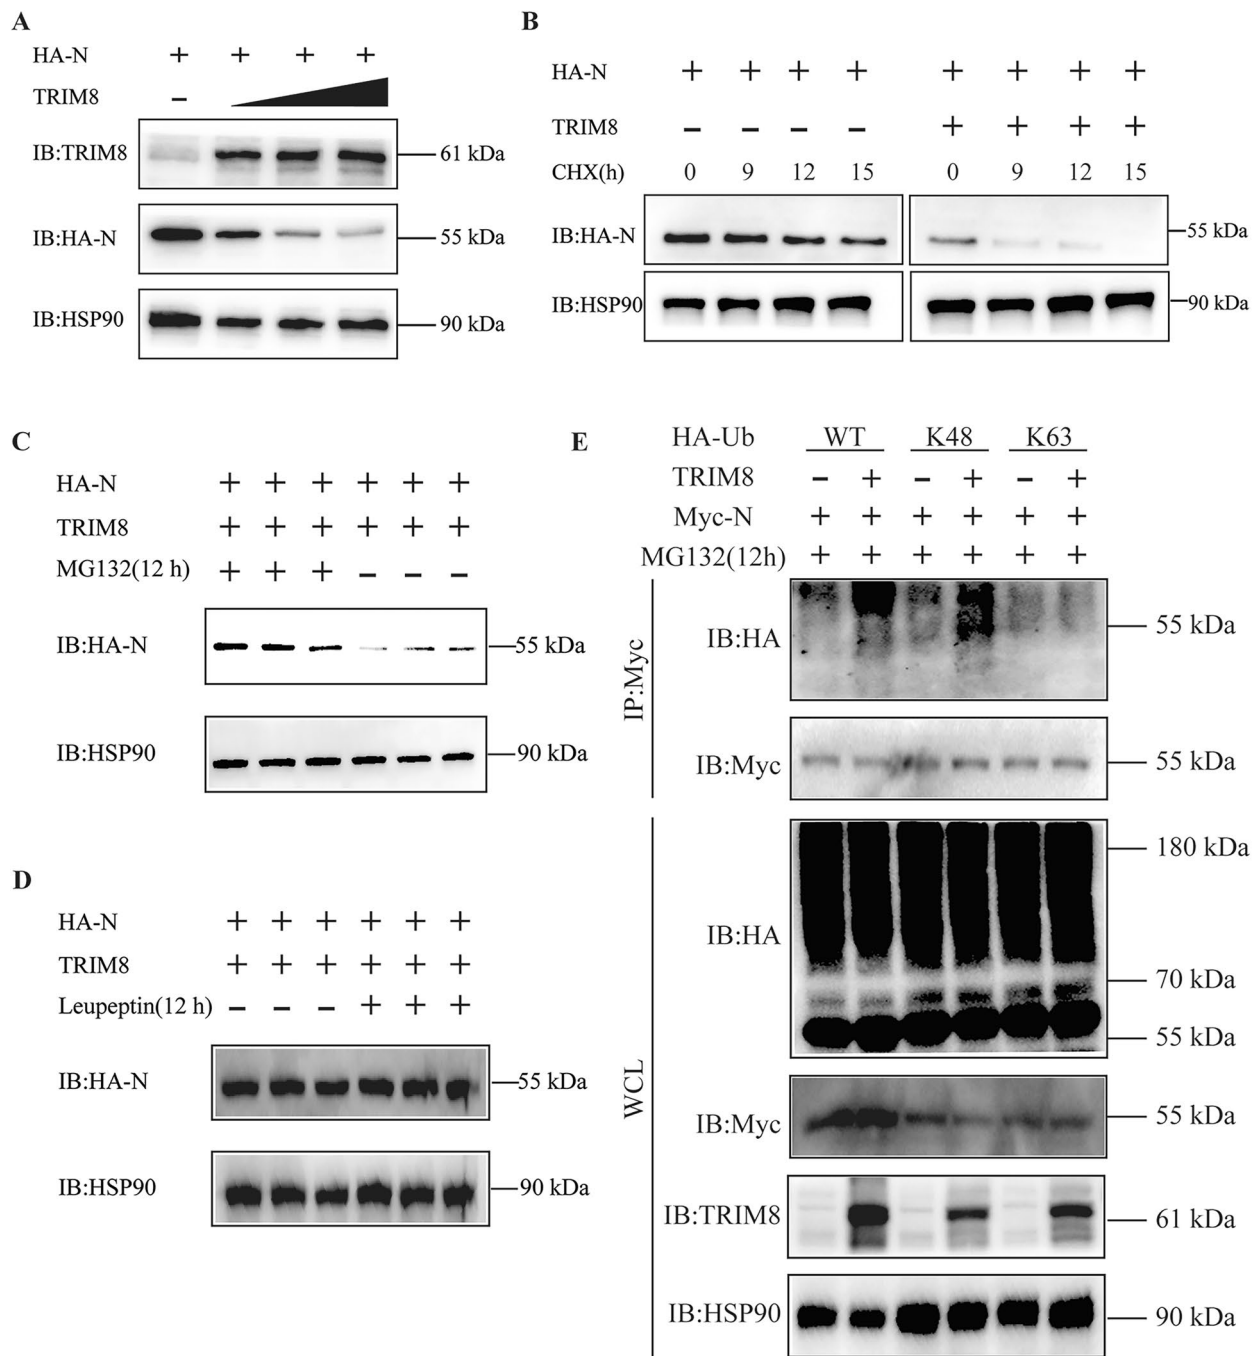 A
HA-N + + + +
TRIM8 −
IB:TRIM8 61 kDa
IB:HA-N 55 kDa
IB:HSP90 90 kDa
B
HA-N + + + + + + + +
TRIM8 − − − − + + + +
CHX(h) 0 9 12 15 0 9 12 15
IB:HA-N 55 kDa
IB:HSP90 90 kDa
C
HA-N + + + + + +
TRIM8 + + + + + +
MG132(12 h) + + + − − −
IB:HA-N 55 kDa
IB:HSP90 90 kDa
D
HA-N + + + + + +
TRIM8 + + + + + +
Leupeptin(12 h) − − − + + +
IB:HA-N 55 kDa
IB:HSP90 90 kDa
E
HA-Ub WT K48 K63
TRIM8 − + − + − +
Myc-N + + + + + +
MG132(12h) + + + + + +
IP:Myc
IB:HA 55 kDa
IB:Myc 55 kDa
WCL
180 kDa
IB:HA
70 kDa
55 kDa
IB:Myc 55 kDa
IB:TRIM8 61 kDa
IB:HSP90 90 kDa